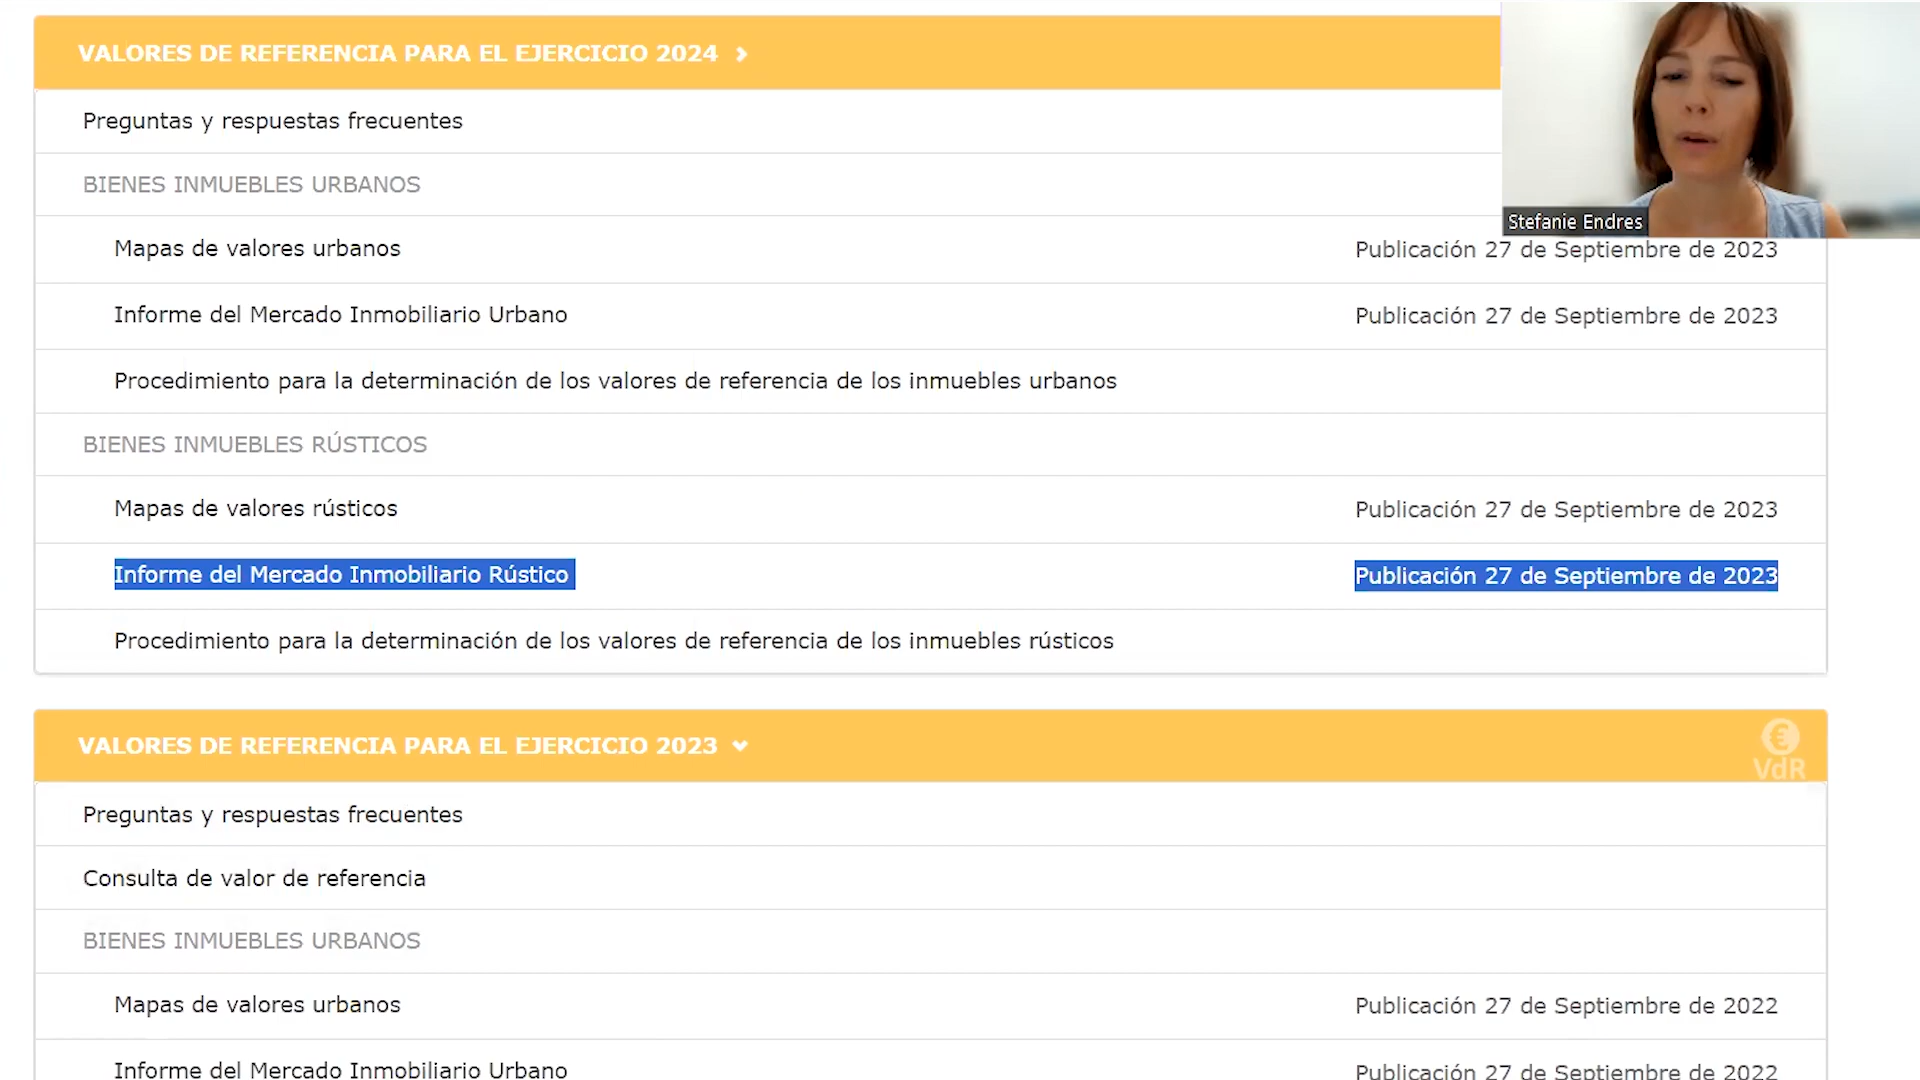 VALORES DE REFERENCIA PARA EL EJERCICIO 2024
Preguntas y respuestas frecuentes
BIENES INMUEBLES URBANOS
Stefanie Endres
Mapas de valores urbanos Publicación 27 de Septiembre de 2023
Informe del Mercado Inmobiliario Urbano Publicación 27 de Septiembre de 2023
Procedimiento para la determinación de los valores de referencia de los inmuebles urbanos
BIENES INMUEBLES RÚSTICOS
Mapas de valores rústicos Publicación 27 de Septiembre de 2023
Informe del Mercado Inmobiliario Rústico Publicación 27 de Septiembre de 2023
Procedimiento para la determinación de los valores de referencia de los inmuebles rústicos
VALORES DE REFERENCIA PARA EL EJERCICIO 2023
€
VdR
Preguntas y respuestas frecuentes
Consulta de valor de referencia
BIENES INMUEBLES URBANOS
Mapas de valores urbanos Publicación 27 de Septiembre de 2022
Informe del Mercado Inmobiliario Urbano Publicación 27 de Septiembre de 2022